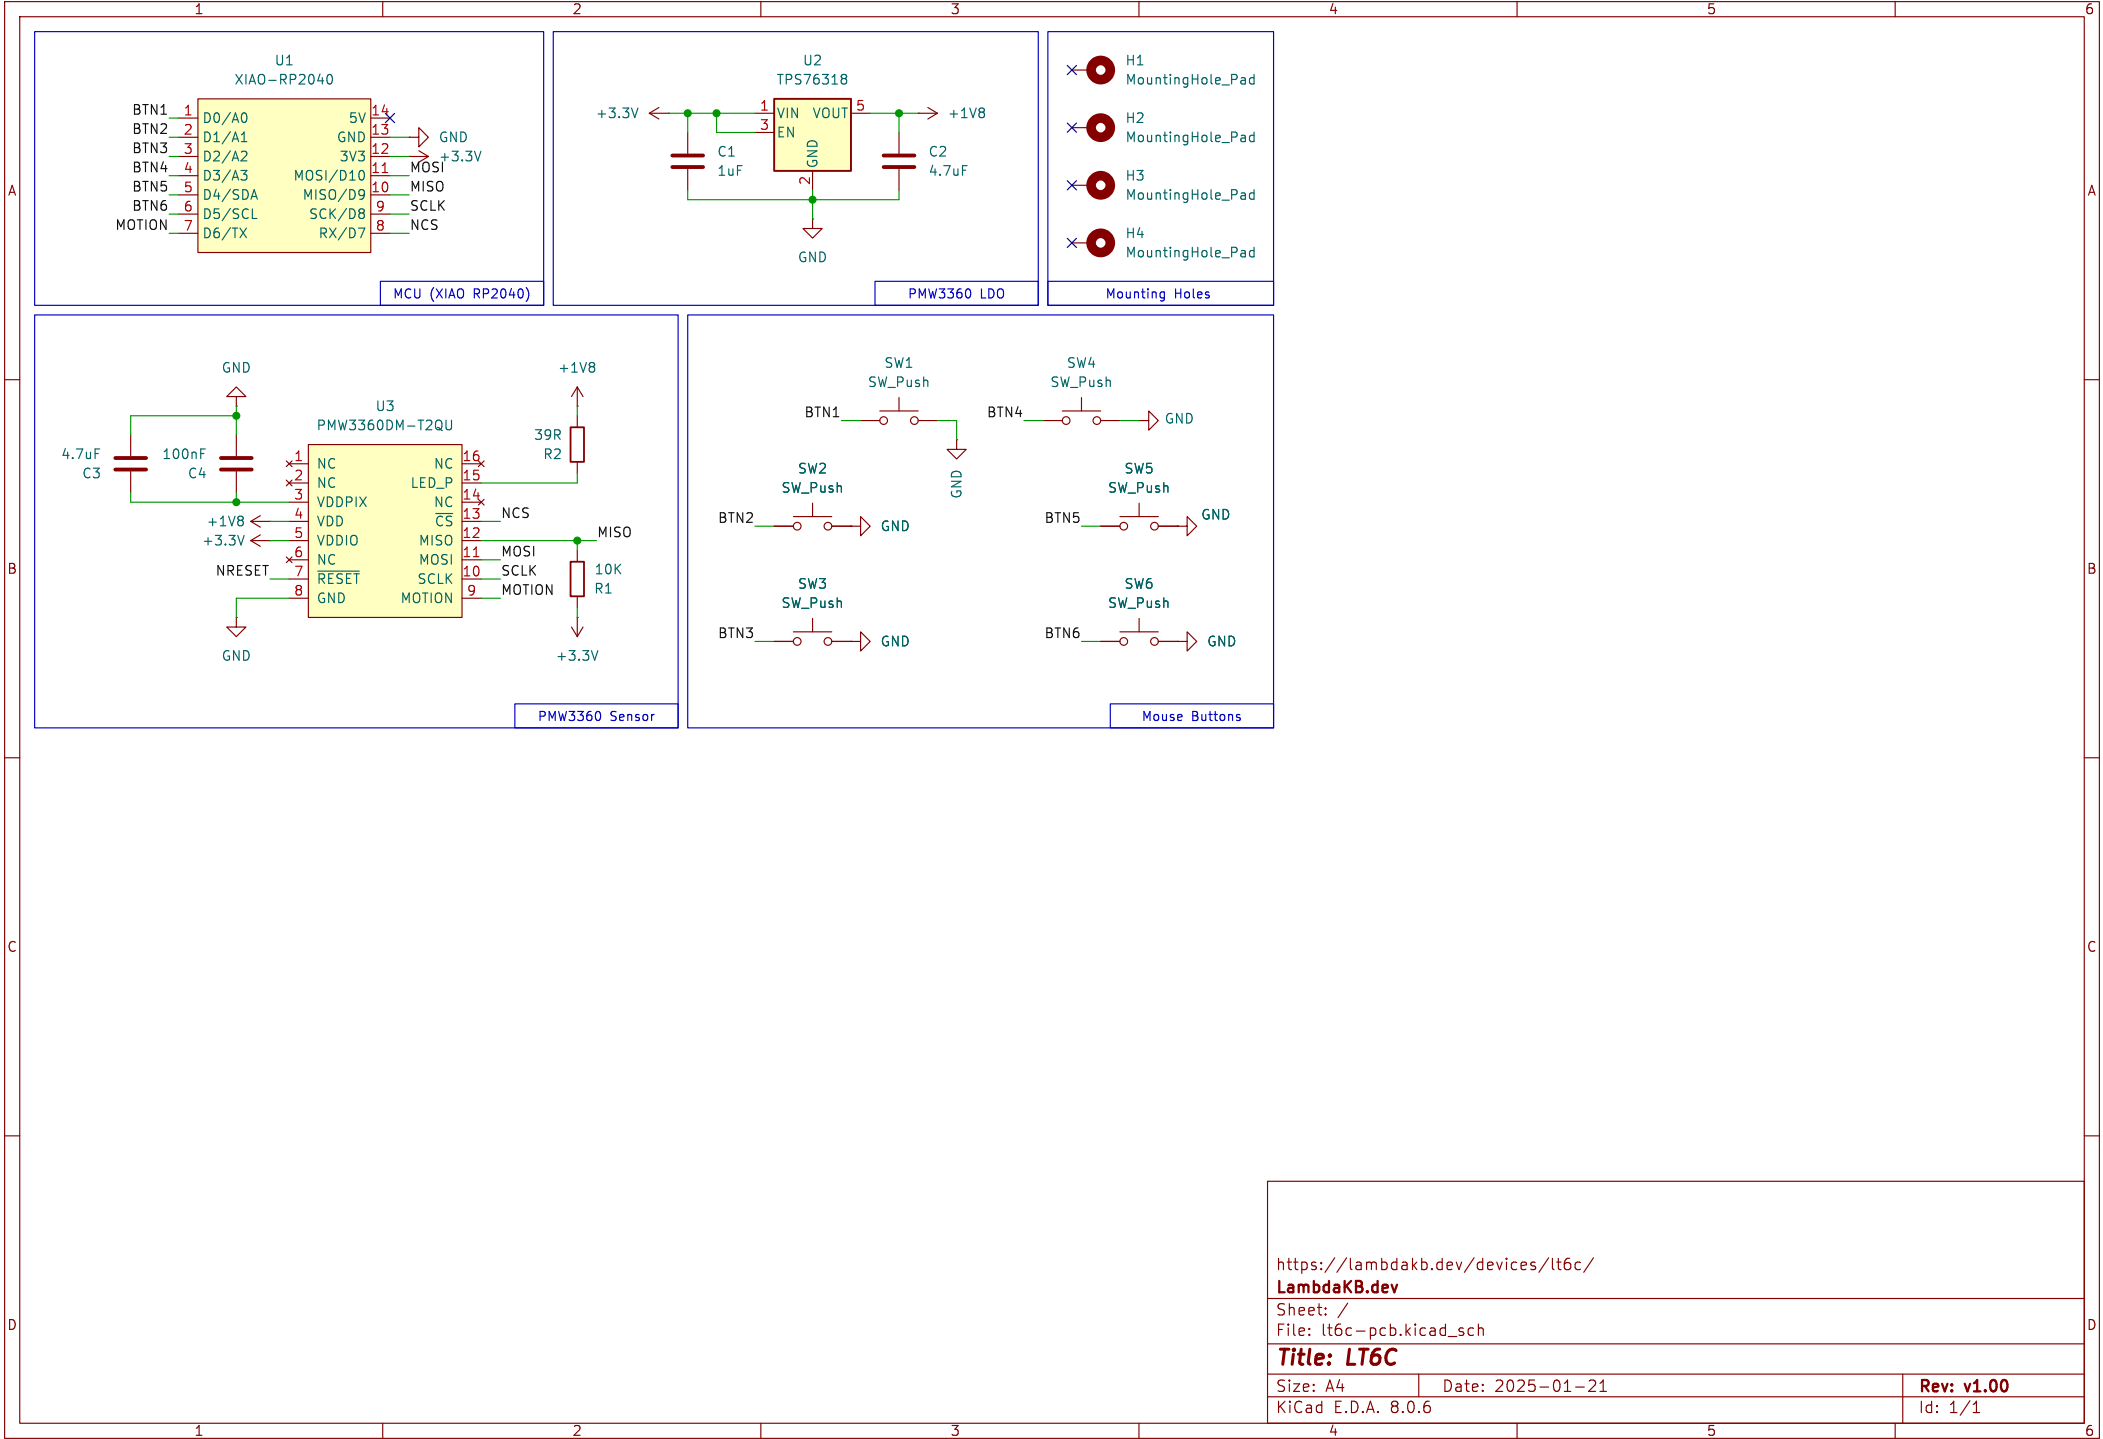 1 2 3 4 5 6
A
B
C
D
U1
XIAO-RP2040
BTN1 1 D0/A0
BTN2 2 D1/A1
BTN3 3 D2/A2
BTN4 4 D3/A3
BTN5 5 D4/SDA
BTN6 6 D5/SCL
MOTION 7 D6/TX
5V 14
GND 13 GND
3V3 12 +3.3V
MOSI/D10 11 MOSI
MISO/D9 10 MISO
SCK/D8 9 SCLK
RX/D7 8 NCS
MCU (XIAO RP2040)
U2
TPS76318
+3.3V 1 VIN VOUT 5 +1V8
3 EN
GND
2
C1
1uF
C2
4.7uF
GND
PMW3360 LDO
H1
MountingHole_Pad
H2
MountingHole_Pad
H3
MountingHole_Pad
H4
MountingHole_Pad
Mounting Holes
GND
4.7uF
C3
100nF
C4
U3
PMW3360DM-T2QU
1 NC
2 NC
3 VDDPIX
+1V8 4 VDD
+3.3V 5 VDDIO
6 NC
NRESET 7 RESET
8 GND
GND
NC 16
LED_P 15
NC 14
CS 13 NCS
MISO 12 MISO
MOSI 11 MOSI
SCLK 10 SCLK
MOTION 9 MOTION
+1V8
39R
R2
10K
R1
+3.3V
PMW3360 Sensor
SW1
SW_Push
BTN1
GND
SW4
SW_Push
BTN4 GND
SW2
SW_Push
BTN2 GND
SW5
SW_Push
BTN5 GND
SW3
SW_Push
BTN3 GND
SW6
SW_Push
BTN6 GND
Mouse Buttons
https://lambdakb.dev/devices/lt6c/
LambdaKB.dev
Sheet: /
File: lt6c-pcb.kicad_sch
Title: LT6C
Size: A4 Date: 2025-01-21 Rev: v1.00
KiCad E.D.A. 8.0.6 Id: 1/1
A
B
C
D
1 2 3 4 5 6